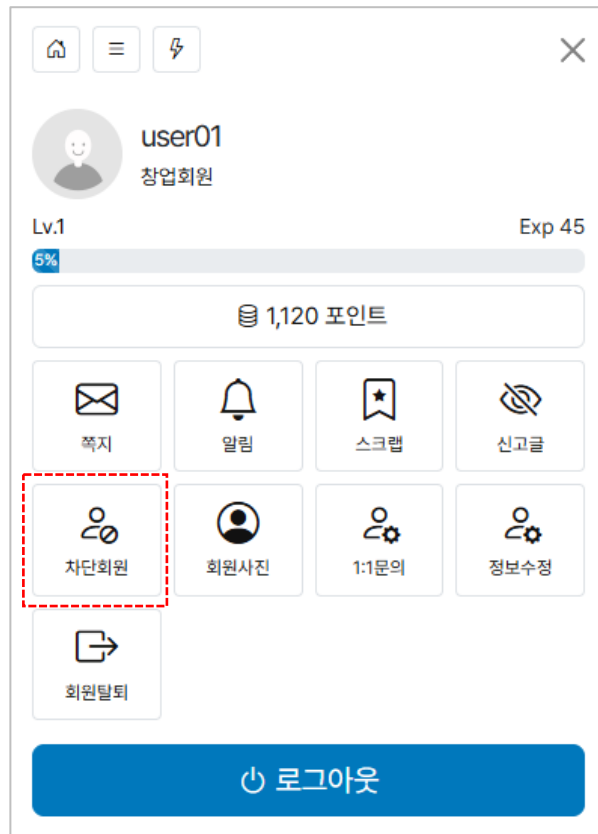 user01
창업회원
Lv.1 Exp 45
5%
1,120 포인트
쪽지 알림 스크랩 신고글
차단회원 회원사진 1:1문의 정보수정
회원탈퇴
로그아웃